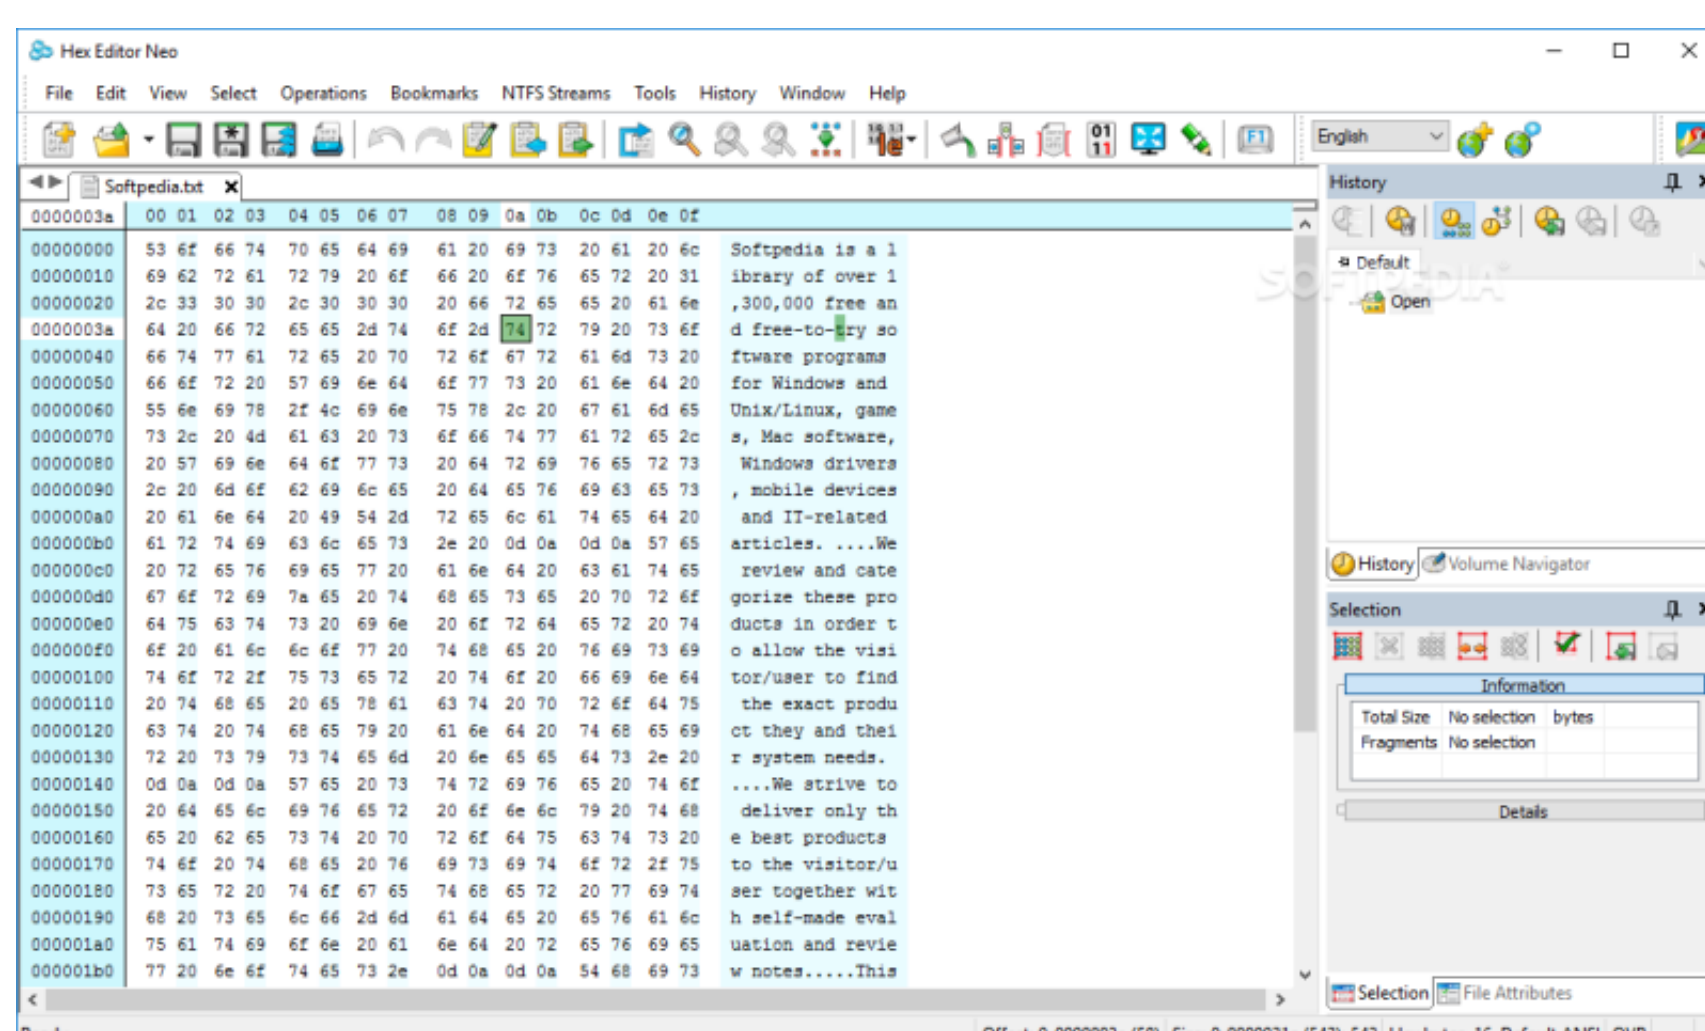 Hex Editor Neo
File Edit View Select Operations Bookmarks NTFS Streams Tools History Window Help
English
Softpedia.txt
0000003a 00 01 02 03 04 05 06 07 08 09 0a 0b 0c 0d 0e 0f
00000000 53 6f 66 74 70 65 64 69 61 20 69 73 20 61 20 6c Softpedia is a l
00000010 69 62 72 61 72 79 20 6f 66 20 6f 76 65 72 20 31 ibrary of over 1
00000020 2c 33 30 30 2c 30 30 30 20 66 72 65 65 20 61 6e ,300,000 free an
0000003a 64 20 66 72 65 65 2d 74 6f 2d 74 72 79 20 73 6f d free-to-try so
00000040 66 74 77 61 72 65 20 70 72 6f 67 72 61 6d 73 20 ftware programs
00000050 66 6f 72 20 57 69 6e 64 6f 77 73 20 61 6e 64 20 for Windows and
00000060 55 6e 69 78 2f 4c 69 6e 75 78 2c 20 67 61 6d 65 Unix/Linux, game
00000070 73 2c 20 4d 61 63 20 73 6f 66 74 77 61 72 65 2c s, Mac software,
00000080 20 57 69 6e 64 6f 77 73 20 64 72 69 76 65 72 73 Windows drivers
00000090 2c 20 6d 6f 62 69 6c 65 20 64 65 76 69 63 65 73 , mobile devices
000000a0 20 61 6e 64 20 49 54 2d 72 65 6c 61 74 65 64 20 and IT-related
000000b0 61 72 74 69 63 6c 65 73 2e 20 0d 0a 0d 0a 57 65 articles. ....We
000000c0 20 72 65 76 69 65 77 20 61 6e 64 20 63 61 74 65 review and cate
000000d0 67 6f 72 69 7a 65 20 74 68 65 73 65 20 70 72 6f gorize these pro
000000e0 64 75 63 74 73 20 69 6e 20 6f 72 64 65 72 20 74 ducts in order t
000000f0 6f 20 61 6c 6c 6f 77 20 74 68 65 20 76 69 73 69 o allow the visi
00000100 74 6f 72 2f 75 73 65 72 20 74 6f 20 66 69 6e 64 tor/user to find
00000110 20 74 68 65 20 65 78 61 63 74 20 70 72 6f 64 75 the exact produ
00000120 63 74 20 74 68 65 79 20 61 6e 64 20 74 68 65 69 ct they and thei
00000130 72 20 73 79 73 74 65 6d 20 6e 65 65 64 73 2e 20 r system needs.
00000140 0d 0a 0d 0a 57 65 20 73 74 72 69 76 65 20 74 6f ....We strive to
00000150 20 64 65 6c 69 76 65 72 20 6f 6e 6c 79 20 74 68 deliver only th
00000160 65 20 62 65 73 74 20 70 72 6f 64 75 63 74 73 20 e best products
00000170 74 6f 20 74 68 65 20 76 69 73 69 74 6f 72 2f 75 to the visitor/u
00000180 73 65 72 20 74 6f 67 65 74 68 65 72 20 77 69 74 ser together wit
00000190 68 20 73 65 6c 66 2d 6d 61 64 65 20 65 76 61 6c h self-made eval
000001a0 75 61 74 69 6f 6e 20 61 6e 64 20 72 65 76 69 65 uation and revie
000001b0 77 20 6e 6f 74 65 73 2e 0d 0a 0d 0a 54 68 69 73 w notes.....This
History
Default
SOFTPEDIA
Open
History Volume Navigator
Selection
Information
Total Size No selection bytes
Fragments No selection
Details
Selection File Attributes